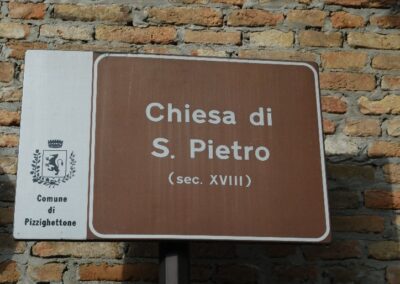 Chiesa di
S. Pietro
(sec. XVIII)
Comune
di
Pizzighettone